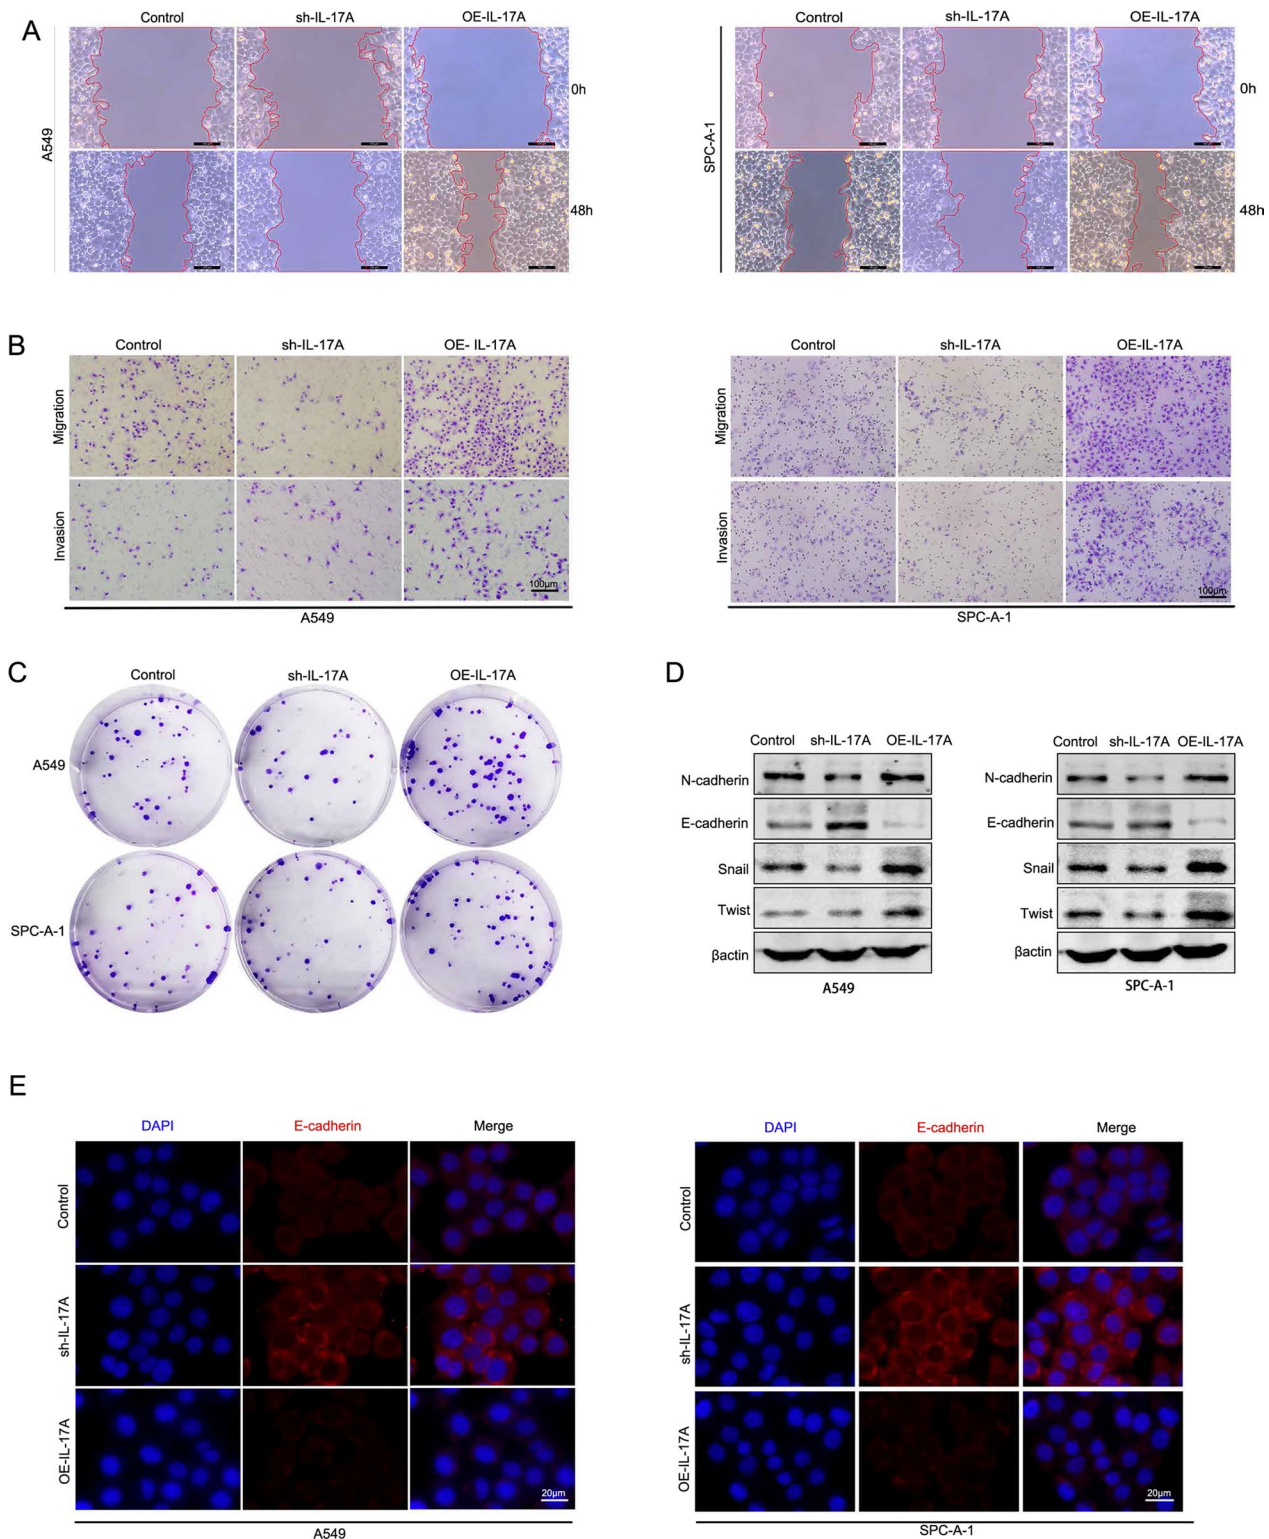 A
Control sh-IL-17A OE-IL-17A
A549
0h
48h
Control sh-IL-17A OE-IL-17A
SPC-A-1
0h
48h
B
Control sh-IL-17A OE- IL-17A
Migration
Invasion
100μm
A549
Control sh-IL-17A OE-IL-17A
Migration
Invasion
100μm
SPC-A-1
C
Control sh-IL-17A OE-IL-17A
A549
SPC-A-1
D
Control sh-IL-17A OE-IL-17A
N-cadherin
E-cadherin
Snail
Twist
βactin
A549
Control sh-IL-17A OE-IL-17A
N-cadherin
E-cadherin
Snail
Twist
βactin
SPC-A-1
E
DAPI E-cadherin Merge
Control
sh-IL-17A
OE-IL-17A
20μm
A549
DAPI E-cadherin Merge
Control
sh-IL-17A
OE-IL-17A
20μm
SPC-A-1